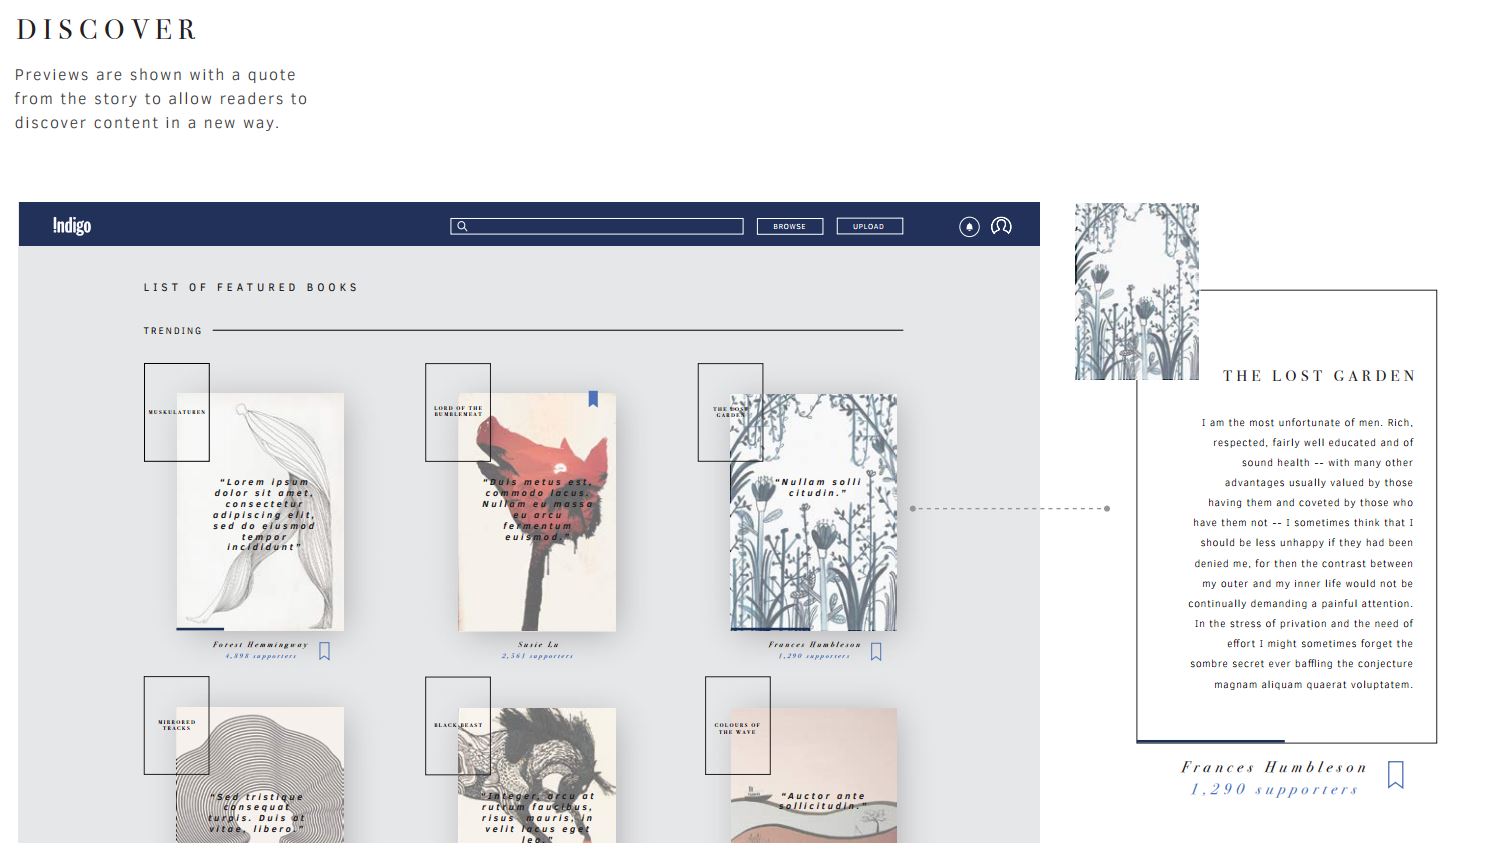 DISCOVER
Previews are shown with a quote
from the story to allow readers to
discover content in a new way.
Indigo
BROWSE
UPLOAD
LIST OF FEATURED BOOKS
TRENDING
MUSKULATUREN
"Lorem ipsum
dolor sit amet,
consectetur
adipiscing elit,
sed do eiusmod
tempor
incididunt"
Forest Hemmingway
4,898 supporters
LORD OF THE
BUMBLEMEAT
"Duis metus est,
commodo lacus.
Nullam eu massa
eu arcu
fermentum
euismod."
Susie Lu
2,561 supporters
THE LOST
GARDEN
"Nullam solli
citudin."
Frances Humbleson
1,290 supporters
MIRRORED
TRACKS
"Sed tristique
consequat
turpis. Duis at
vitae, libero."
BLACK BEAST
"Integer, arcu at
rutrum faucibus,
risus mauris, in
velit lacus eget
leo."
COLOURS OF
THE WAVE
"Auctor ante
sollicitudin."
THE LOST GARDEN
I am the most unfortunate of men. Rich,
respected, fairly well educated and of
sound health -- with many other
advantages usually valued by those
having them and coveted by those who
have them not -- I sometimes think that I
should be less unhappy if they had been
denied me, for then the contrast between
my outer and my inner life would not be
continually demanding a painful attention.
In the stress of privation and the need of
effort I might sometimes forget the
sombre secret ever baffling the conjecture
magnam aliquam quaerat voluptatem.
Frances Humbleson
1,290 supporters